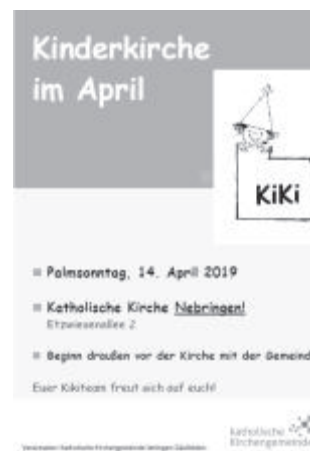 Kinderkirche
im April
KiKi
Palmsonntag, 14. April 2019
Katholische Kirche Nebringen!
Etzwiesenallee 2
Beginn draußen vor der Kirche mit der Gemeind
Euer Kikiteam freut sich auf euch!
Katholische
Kirchengemeinde